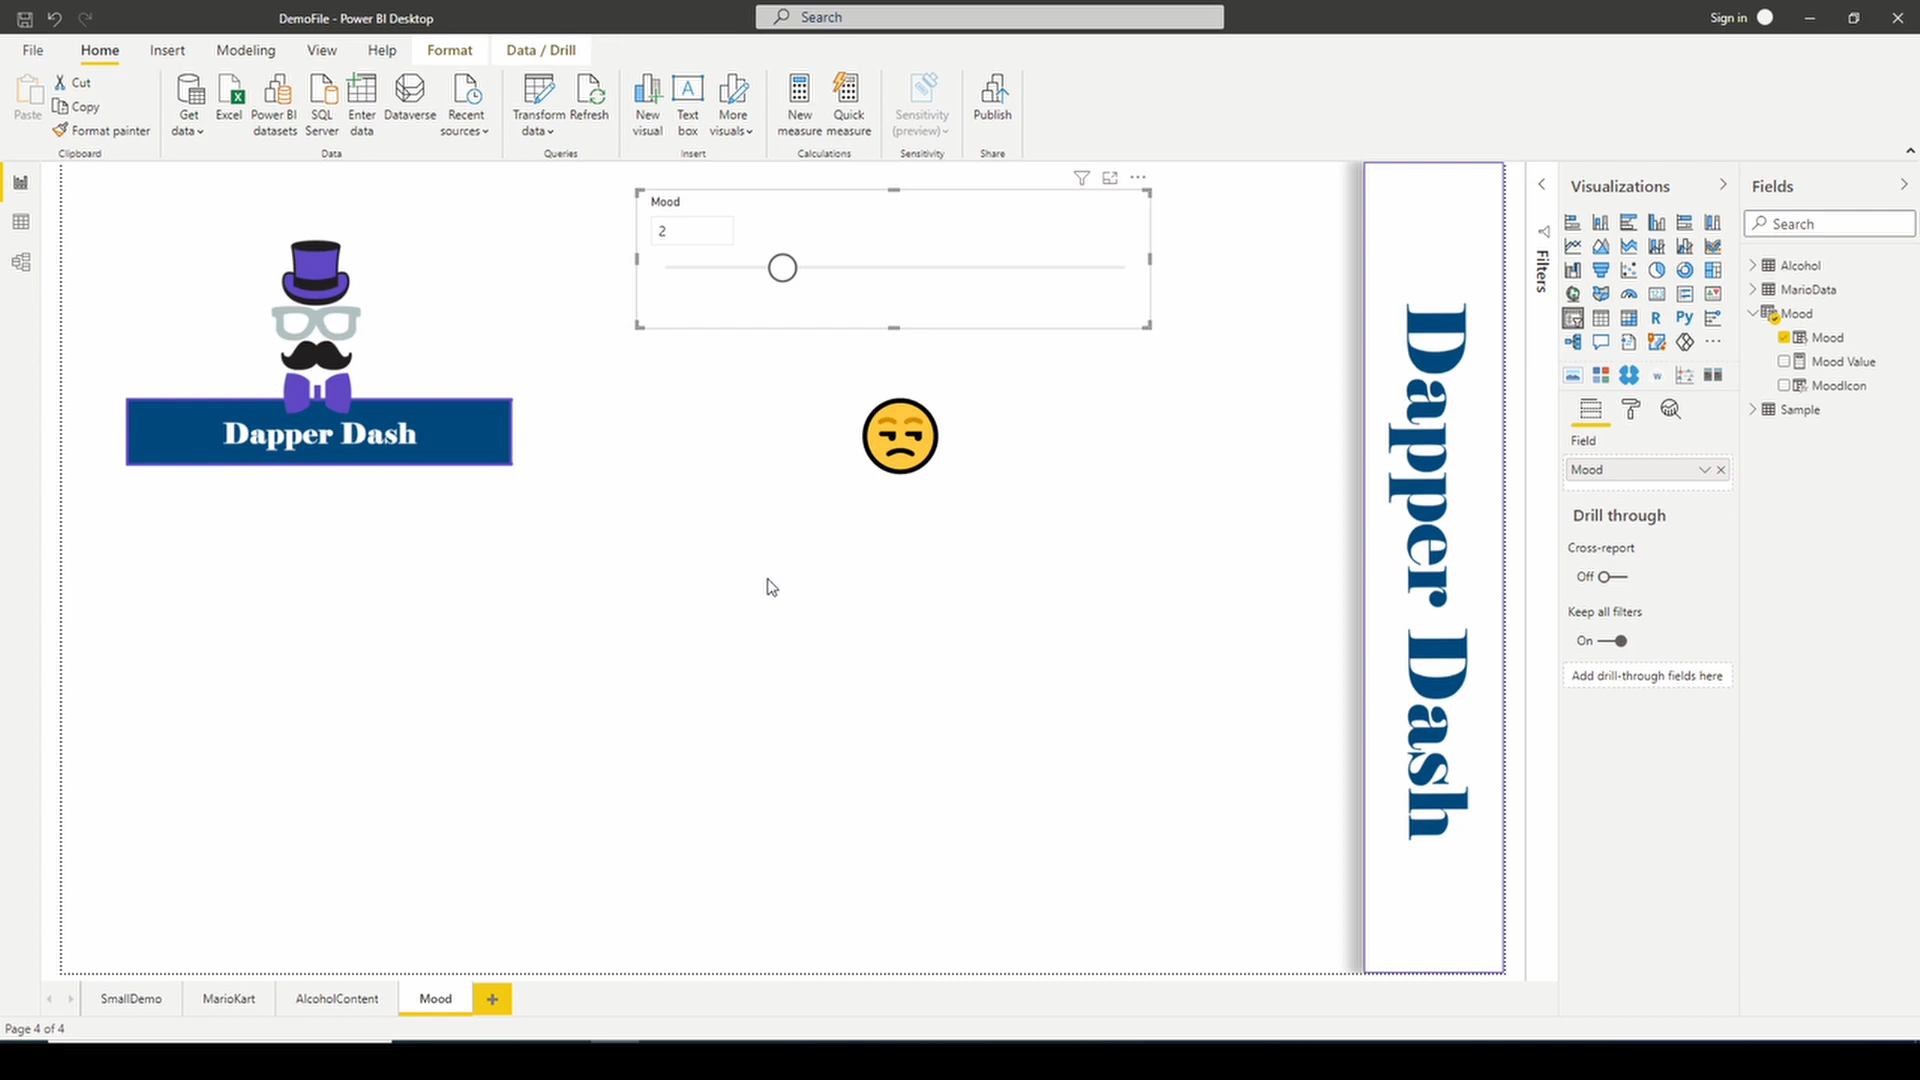 DemoFile - Power BI Desktop
Search
Sign in
File
Home
Insert
Modeling
View
Help
Format
Data / Drill
Paste
Cut
Copy
Format painter
Clipboard
Get data
Excel
Power BI datasets
SQL Server
Enter data
Dataverse
Recent sources
Data
Transform data
Refresh
Queries
New visual
Text box
More visuals
Insert
New measure
Quick measure
Calculations
Sensitivity (preview)
Sensitivity
Publish
Share
Mood
2
Dapper Dash
Dapper Dash
Filters
Visualizations
R
Py
Field
Mood
Drill through
Cross-report
Off
Keep all filters
On
Add drill-through fields here
Fields
Search
Alcohol
MarioData
Mood
Mood
Mood Value
MoodIcon
Sample
SmallDemo
MarioKart
AlcoholContent
Mood
Page 4 of 4